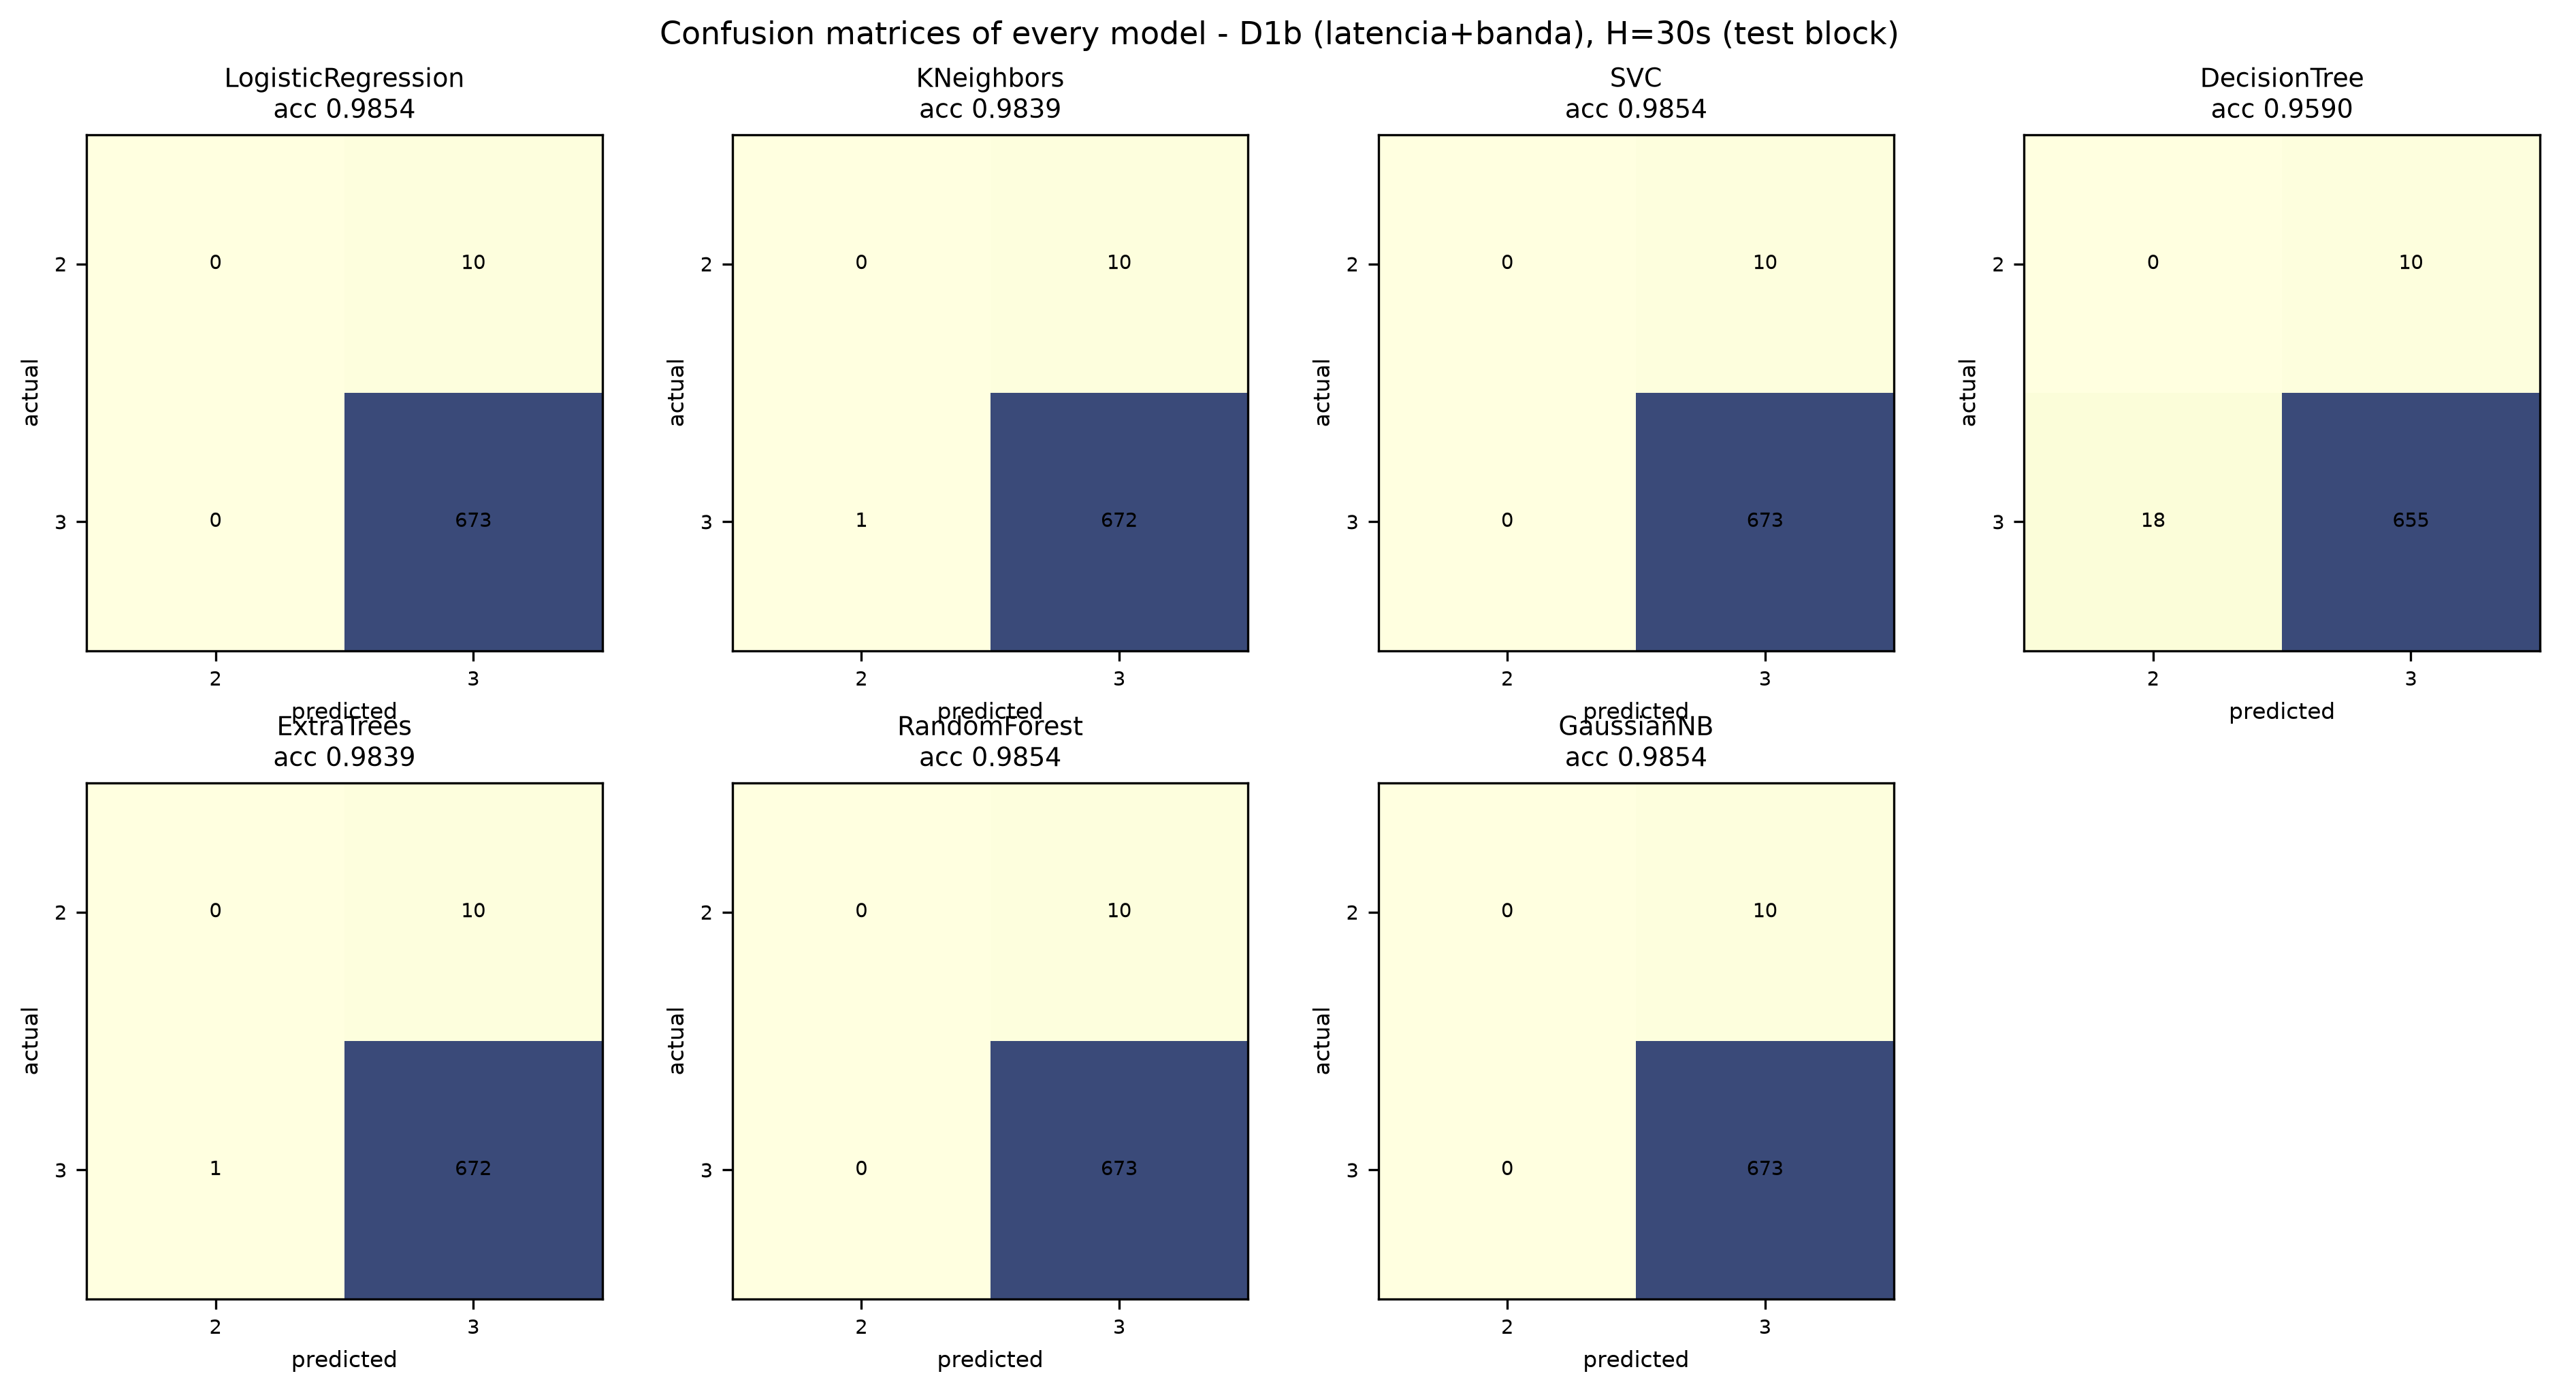 Confusion matrices of every model - D1b (latencia+banda), H=30s (test block)
LogisticRegression
acc 0.9854
actual
2
0
10
3
0
673
2
3
predicted
KNeighbors
acc 0.9839
actual
2
0
10
3
1
672
2
3
predicted
SVC
acc 0.9854
actual
2
0
10
3
0
673
2
3
predicted
DecisionTree
acc 0.9590
actual
2
0
10
3
18
655
2
3
predicted
ExtraTrees
acc 0.9839
actual
2
0
10
3
1
672
2
3
predicted
RandomForest
acc 0.9854
actual
2
0
10
3
0
673
2
3
predicted
GaussianNB
acc 0.9854
actual
2
0
10
3
0
673
2
3
predicted